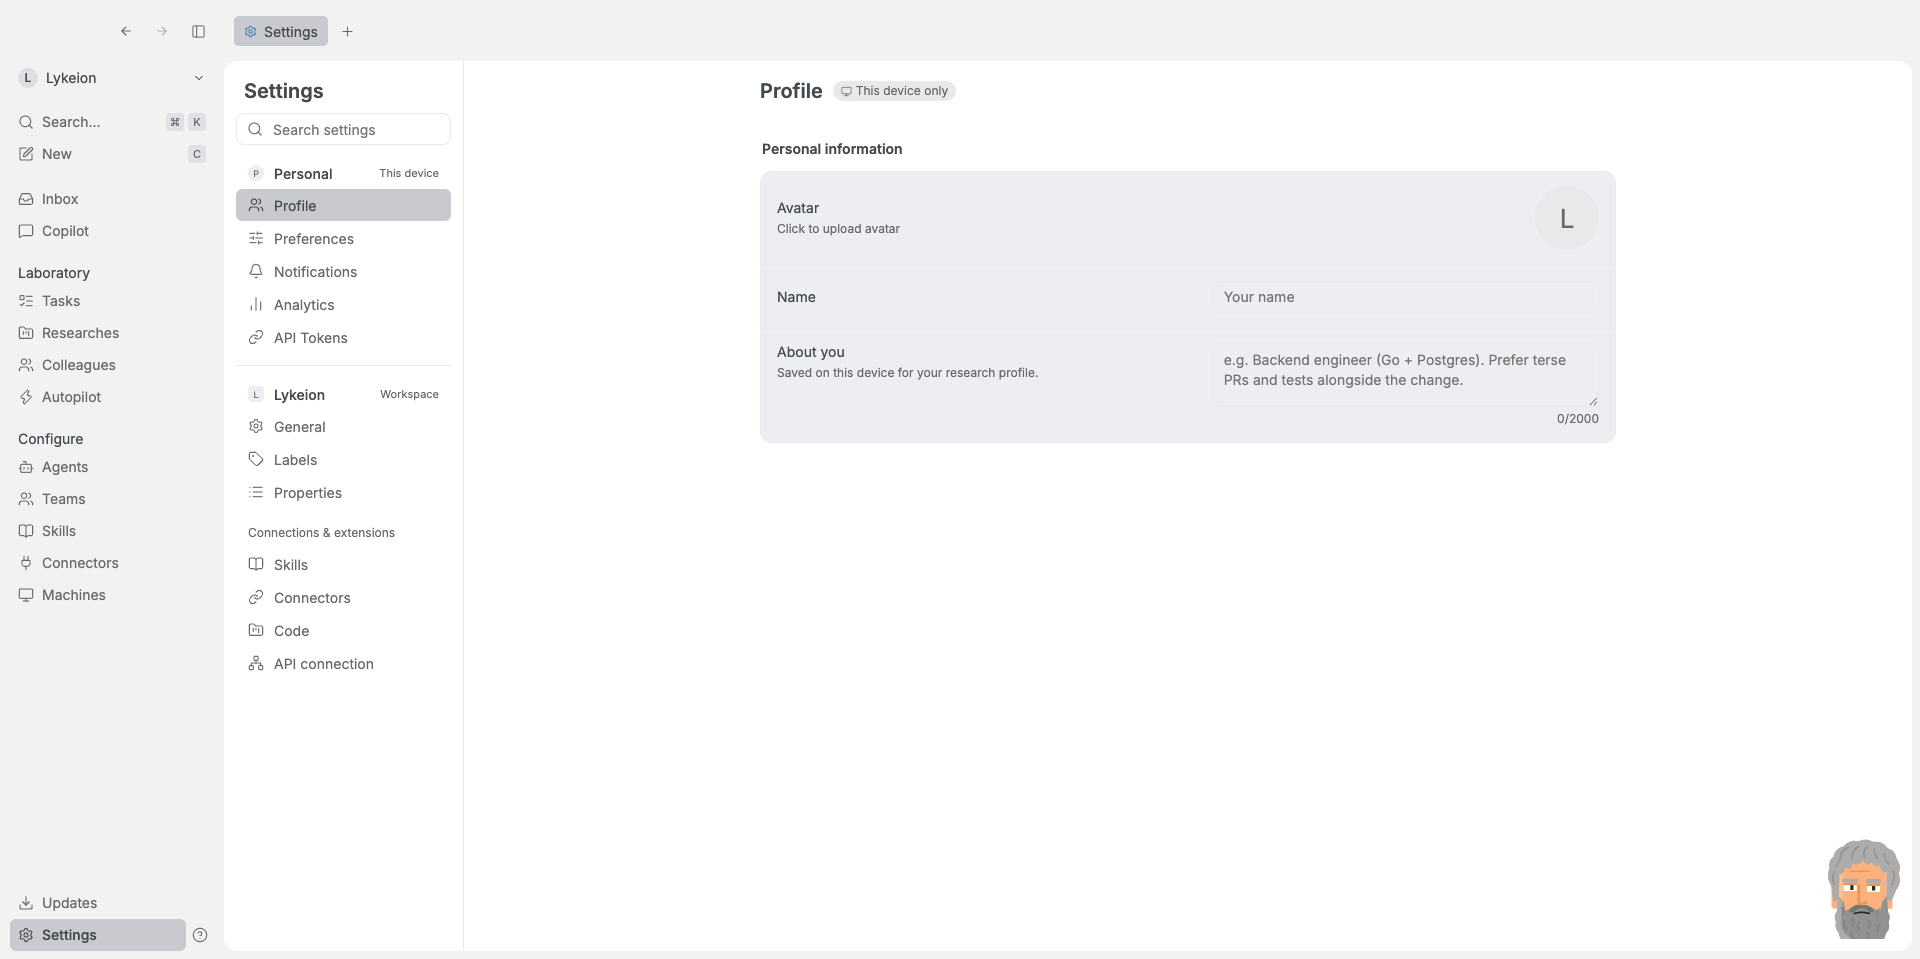 Settings
L Lykeion
Search... ⌘ K
New C
Inbox
Copilot
Laboratory
Tasks
Researches
Colleagues
Autopilot
Configure
Agents
Teams
Skills
Connectors
Machines
Updates
Settings
Settings
Search settings
P Personal This device
Profile
Preferences
Notifications
Analytics
API Tokens
L Lykeion Workspace
General
Labels
Properties
Connections & extensions
Skills
Connectors
Code
API connection
Profile This device only
Personal information
Avatar
Click to upload avatar
L
Name
Your name
About you
Saved on this device for your research profile.
e.g. Backend engineer (Go + Postgres). Prefer terse
PRs and tests alongside the change.
0/2000